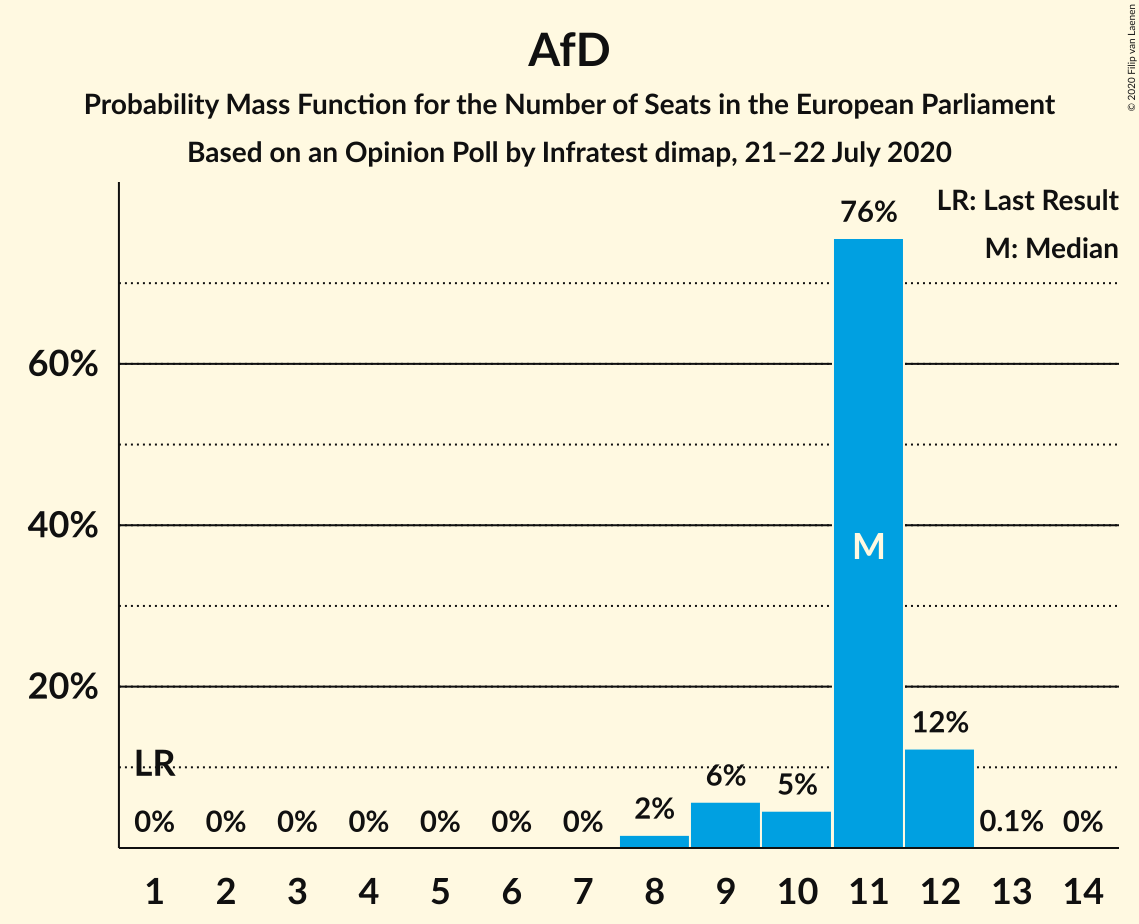 AfD
Probability Mass Function for the Number of Seats in the European Parliament
Based on an Opinion Poll by Infratest dimap, 21–22 July 2020
© 2020 Filip van Laenen
LR: Last Result
M: Median
76%
60%
40%
M
20%
12%
LR
6%
5%
2%
0% 0% 0% 0% 0% 0% 0% 0.1% 0%
1 2 3 4 5 6 7 8 9 10 11 12 13 14